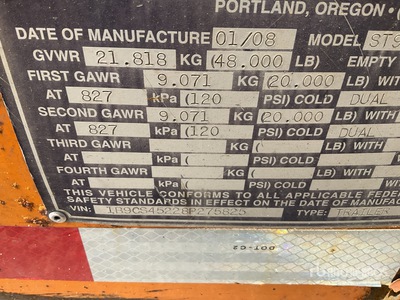 PORTLAND, OREGON •
DATE OF MANUFACTURE 01/08 MODEL
GVWR 21.818 KG (48.000 LB) EMPTY
FIRST GAWR 9.071 KG (20.000 LB) WITH
AT 827 kPa (120 PSI) COLD DUAL
SECOND GAWR 9.071 KG (20.000 LB) WITH
AT 827 kPa (120 PSI) COLD DUAL
THIRD GAWR KG ( LB) WITH
AT kPa ( PSI) COLD
FOURTH GAWR KG ( LB) WITH
AT kPa ( PSI) COLD
THIS VEHICLE CONFORMS TO ALL APPLICABLE FEDE
SAFETY STANDARDS IN EFFECT ON THE DATE OF MANUFAC
VIN: TYPE: TRAILER
DOT-C2
rb